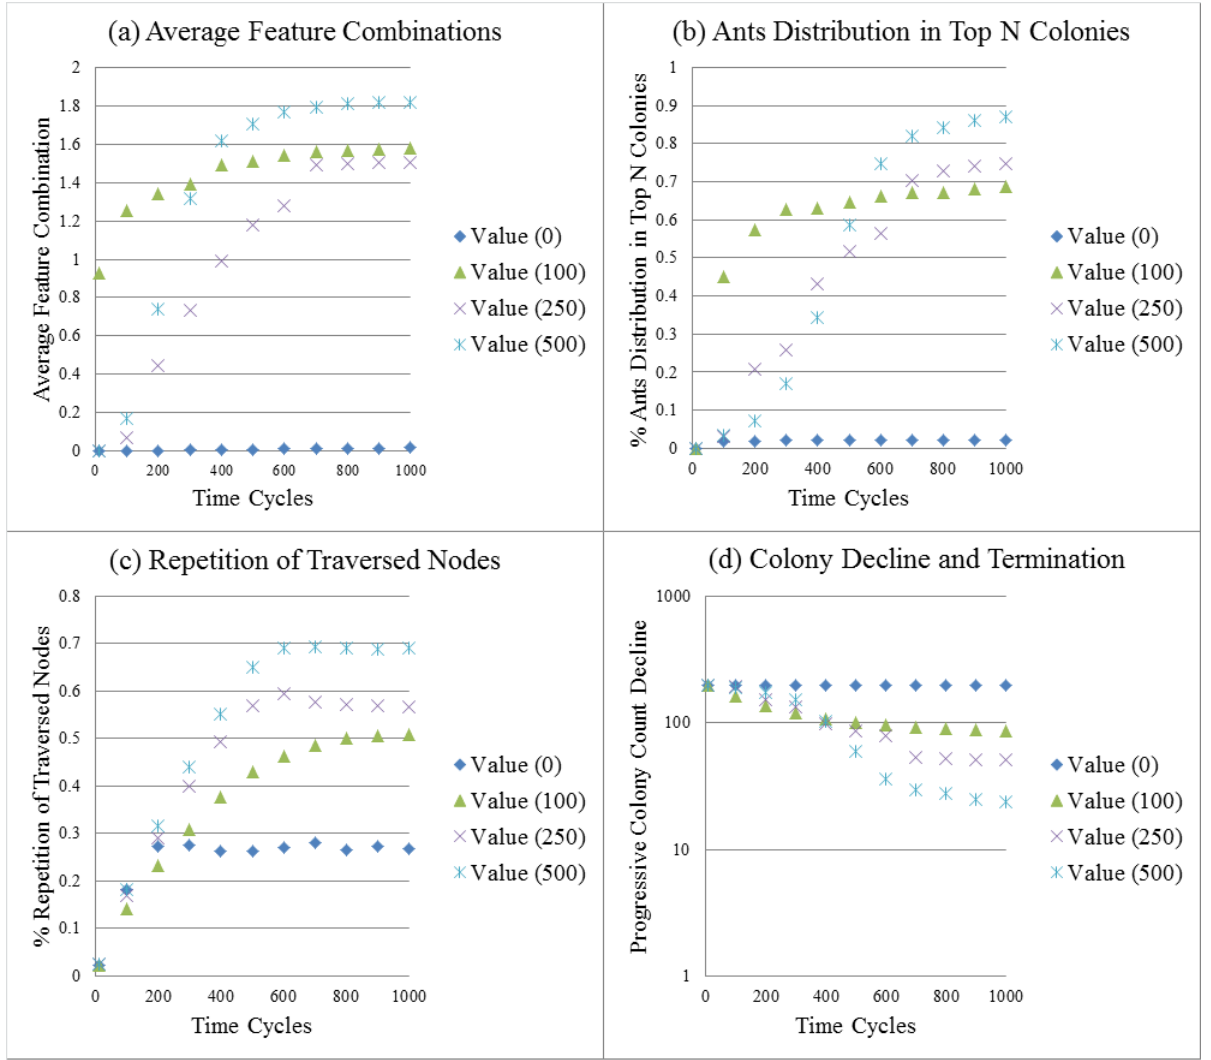 (a) Average Feature Combinations
Average Feature Combination
2
1.8
1.6
1.4
1.2
1
0.8
0.6
0.4
0.2
0
0 200 400 600 800 1000
Time Cycles
Value (0)
Value (100)
Value (250)
Value (500)
(b) Ants Distribution in Top N Colonies
% Ants Distribution in Top N Colonies
1
0.9
0.8
0.7
0.6
0.5
0.4
0.3
0.2
0.1
0
0 200 400 600 800 1000
Time Cycles
Value (0)
Value (100)
Value (250)
Value (500)
(c) Repetition of Traversed Nodes
% Repetition of Traversed Nodes
0.8
0.7
0.6
0.5
0.4
0.3
0.2
0.1
0
0 200 400 600 800 1000
Time Cycles
Value (0)
Value (100)
Value (250)
Value (500)
(d) Colony Decline and Termination
Progressive Colony Count Decline
1000
100
10
1
0 200 400 600 800 1000
Time Cycles
Value (0)
Value (100)
Value (250)
Value (500)